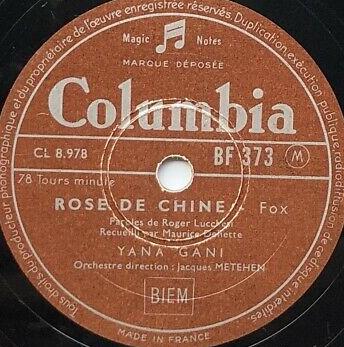 Tous droits du producteur phonographique et du propriétaire de l'œuvre enregistrée réservés. Duplication, exécution publique, radiodiffusion de ce disque interdites.
Magic Notes
MARQUE DÉPOSÉE
Columbia
CL 8.978
BF 373 M
78 Tours minute
ROSE DE CHINE - Fox
Paroles de Roger Lucchesi
Recueilli par Maurice Dehette
YANA GANI
Orchestre direction : Jacques METEHEN
BIEM
MADE IN FRANCE